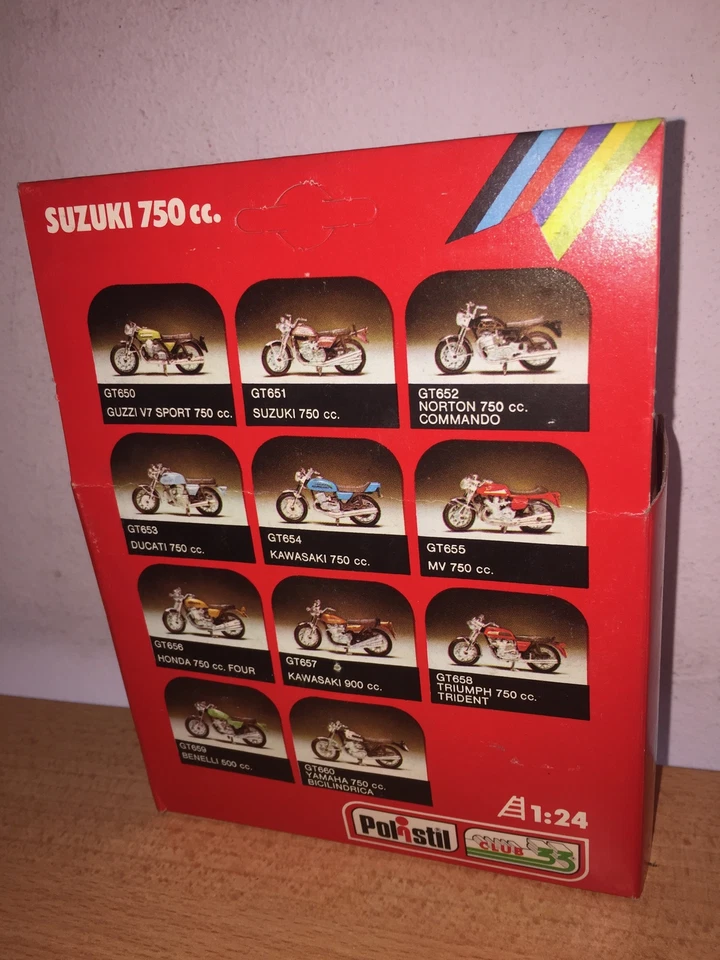 SUZUKI 750 cc.
GT650
GUZZI V7 SPORT 750 cc.
GT651
SUZUKI 750 cc.
GT652
NORTON 750 cc.
COMMANDO
GT653
DUCATI 750 cc.
GT654
KAWASAKI 750 cc.
GT655
MV 750 cc.
GT656
HONDA 750 cc. FOUR
GT657
KAWASAKI 900 cc.
GT658
TRIUMPH 750 cc.
TRIDENT
GT659
BENELLI 500 cc.
GT660
YAMAHA 750 cc.
BICILINDRICA
1:24
Polistil
CLUB 33